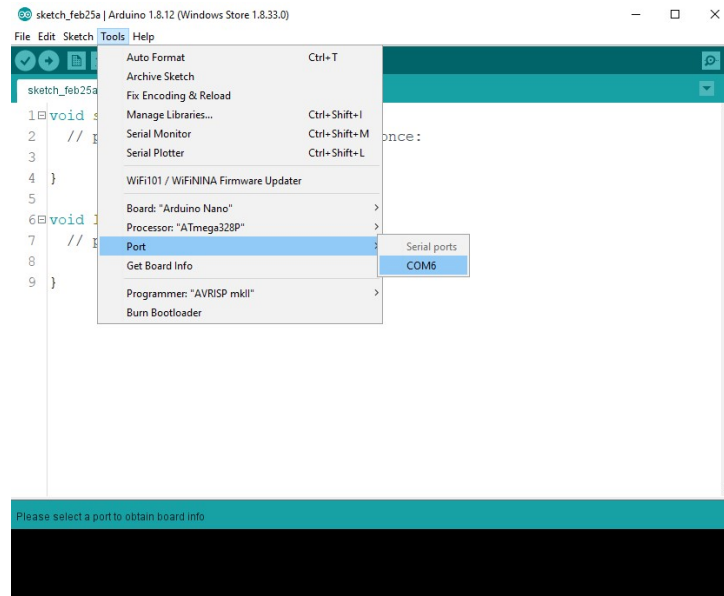 sketch_feb25a | Arduino 1.8.12 (Windows Store 1.8.33.0)
File Edit Sketch Tools Help
sketch_feb25a
Auto Format Ctrl+T
Archive Sketch
Fix Encoding & Reload
Manage Libraries... Ctrl+Shift+I
Serial Monitor Ctrl+Shift+M
Serial Plotter Ctrl+Shift+L
WiFi101 / WiFiNINA Firmware Updater
Board: "Arduino Nano"
Processor: "ATmega328P"
Port
Get Board Info
Programmer: "AVRISP mkII"
Burn Bootloader
Serial ports
COM6
1 void
2 // once:
3
4 }
5
6 void
7 //
8
9 }
Please select a port to obtain board info